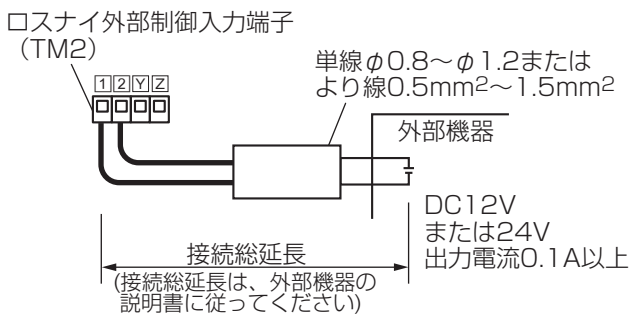 ロスナイ外部制御入力端子
（TM2）
1 2 Y Z
単線φ0.8～φ1.2または
より線0.5mm²～1.5mm²
外部機器
DC12V
または24V
出力電流0.1A以上
接続総延長
(接続総延長は、外部機器の
説明書に従ってください)